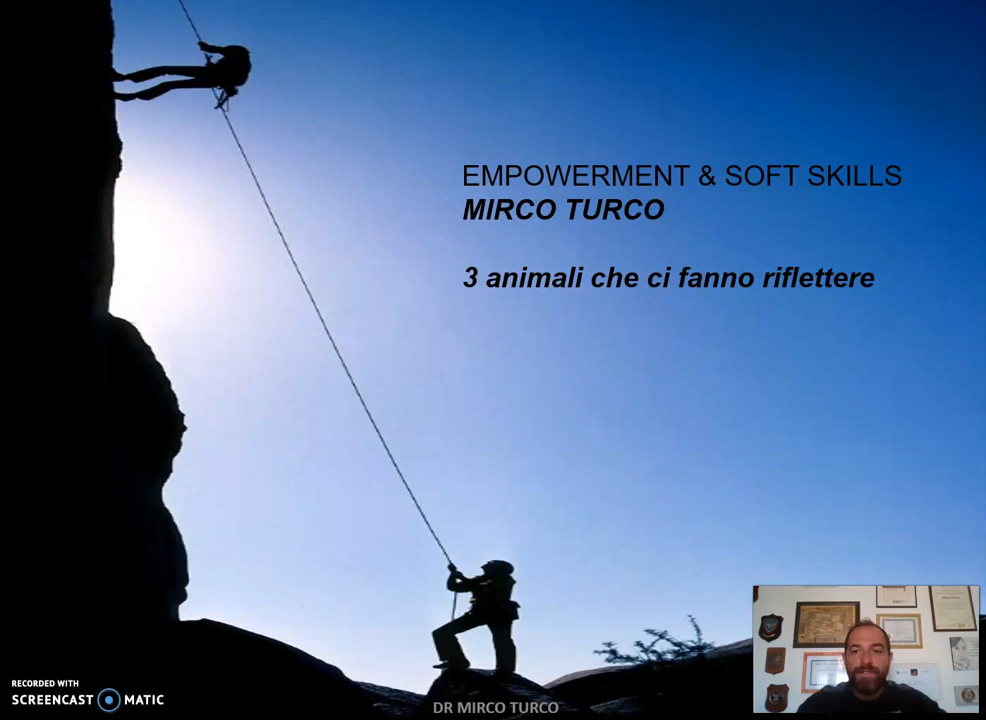 EMPOWERMENT & SOFT SKILLS
MIRCO TURCO
3 animali che ci fanno riflettere
RECORDED WITH
SCREENCAST MATIC
DR MIRCO TURCO